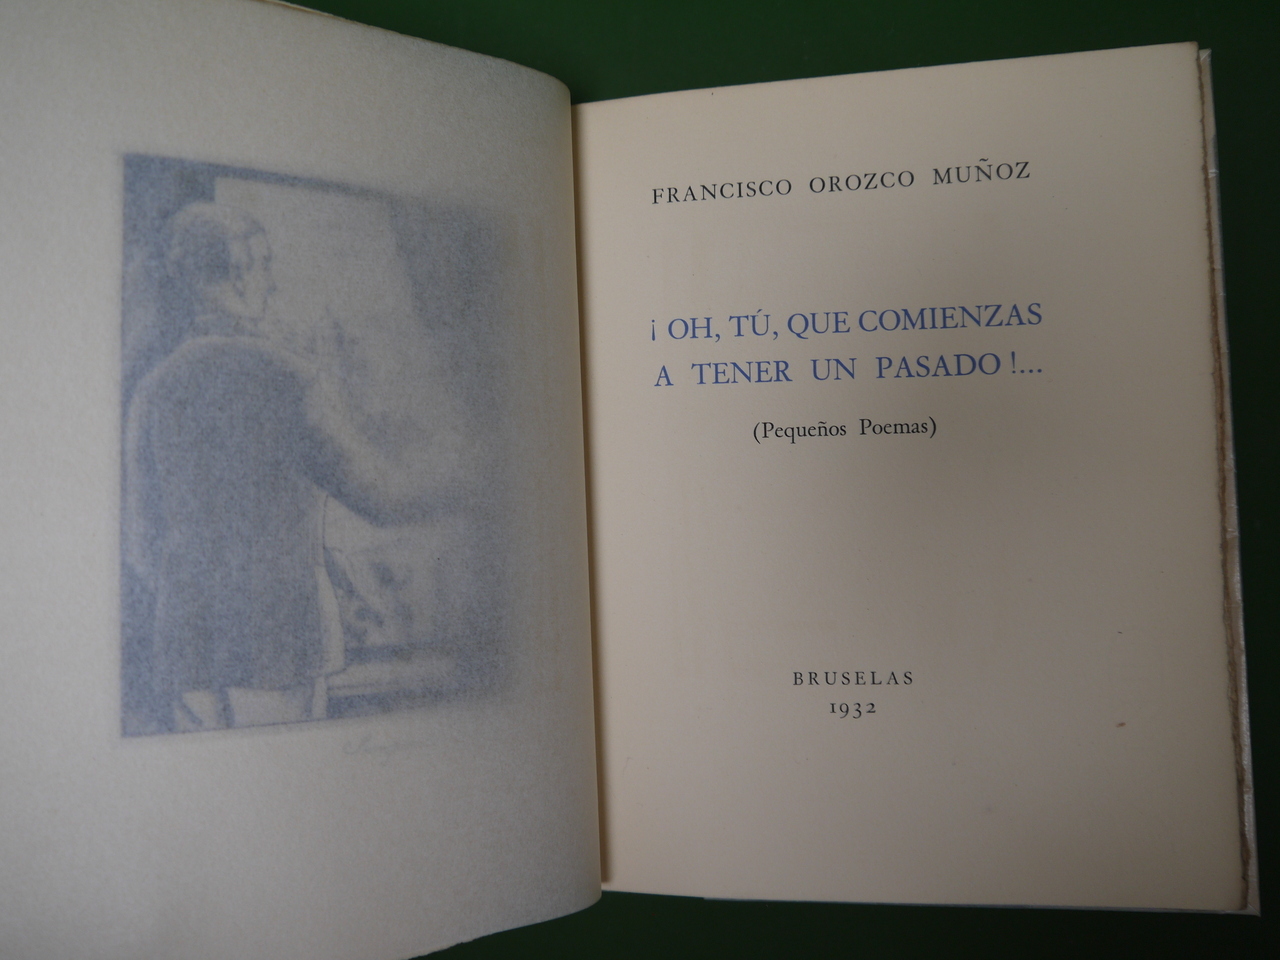 FRANCISCO OROZCO MUÑOZ
¡ OH, TÚ, QUE COMIENZAS
A TENER UN PASADO !...
(Pequeños Poemas)
BRUSELAS
1932